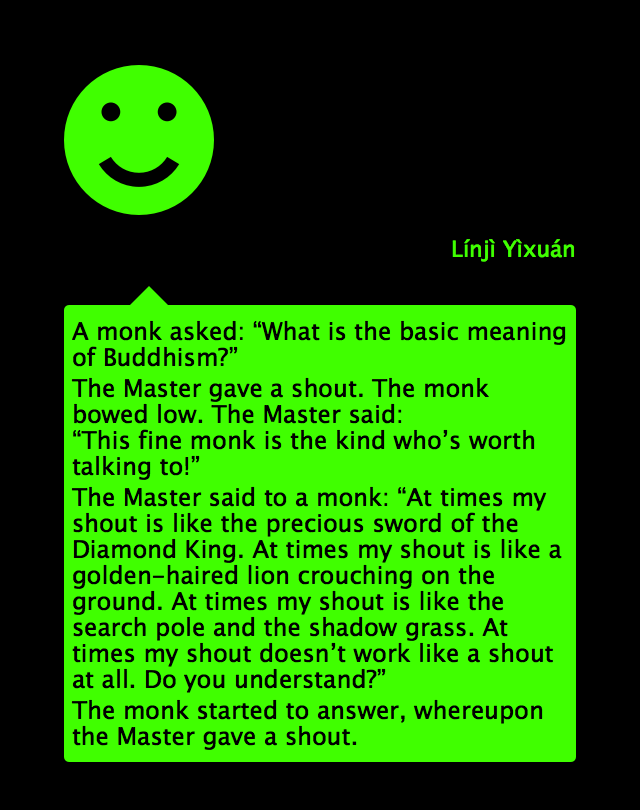 Línjì Yìxuán
A monk asked: “What is the basic meaning
of Buddhism?”
The Master gave a shout. The monk
bowed low. The Master said:
“This fine monk is the kind who’s worth
talking to!”
The Master said to a monk: “At times my
shout is like the precious sword of the
Diamond King. At times my shout is like a
golden-haired lion crouching on the
ground. At times my shout is like the
search pole and the shadow grass. At
times my shout doesn’t work like a shout
at all. Do you understand?”
The monk started to answer, whereupon
the Master gave a shout.